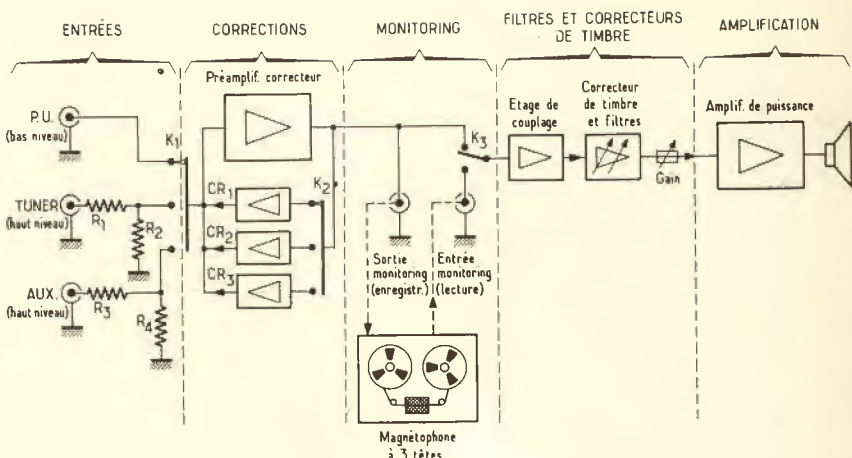 ENTRÉES
CORRECTIONS
MONITORING
FILTRES ET CORRECTEURS
DE TIMBRE
AMPLIFICATION
P.U.
(bas niveau)
K1
TUNER
(haut niveau)
R1
R2
AUX.
(haut niveau)
R3
R4
Préamplif. correcteur
CR1
CR2
CR3
K2
K3
Sortie
monitoring
(enregistr.)
Entrée
monitoring
(lecture)
Magnétophone
à 3 têtes
Etage de
couplage
Correcteur
de timbre
et filtres
Gain
Amplif. de puissance